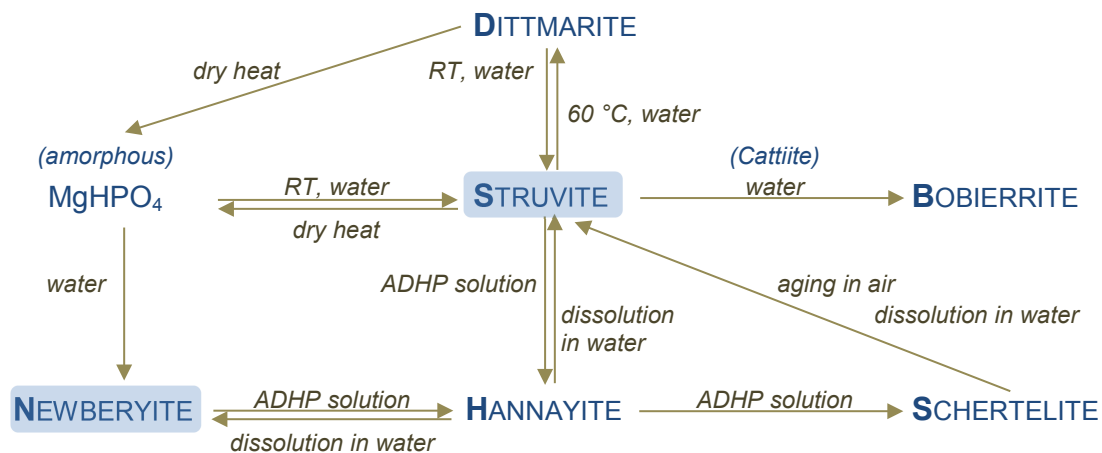 DITTMARITE
dry heat
RT, water
60 °C, water
(amorphous)
MgHPO₄
RT, water
dry heat
STRUVITE
(Cattiite)
water
BOBIERRITE
water
ADHP solution
dissolution
in water
aging in air
dissolution in water
NEWBERYITE
ADHP solution
dissolution in water
HANNAYITE
ADHP solution
SCHERTELITE